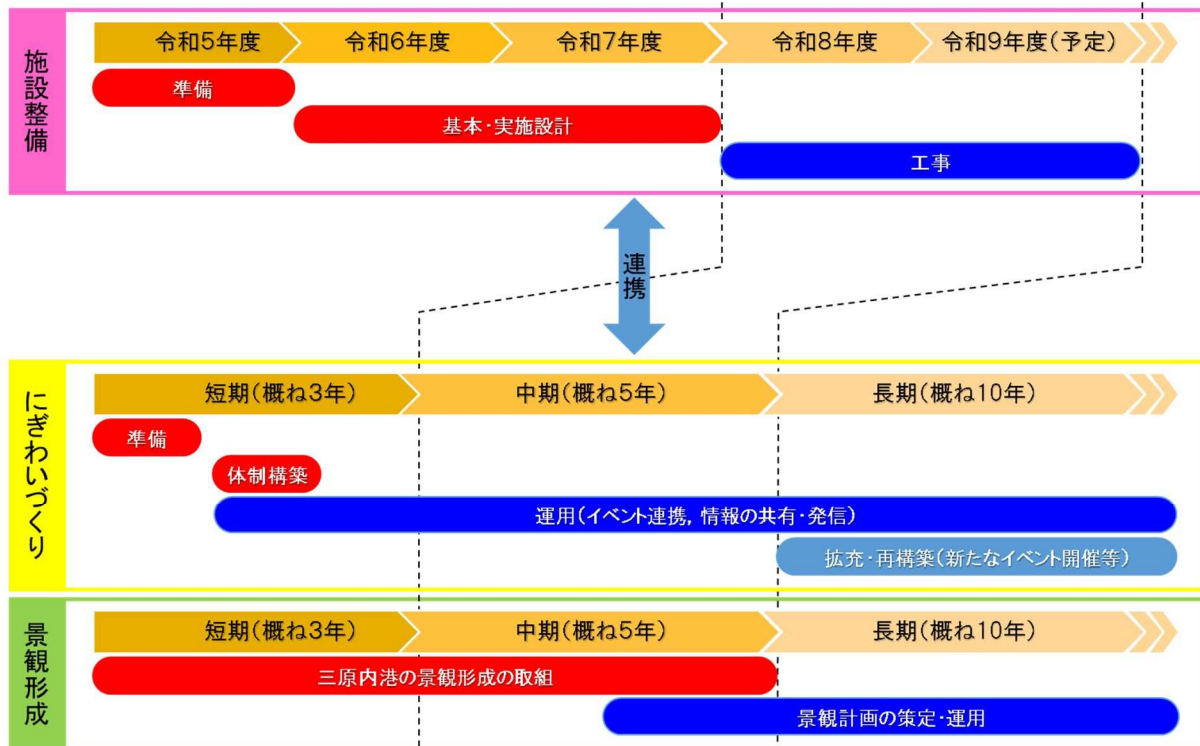 施設整備
令和5年度
令和6年度
令和7年度
令和8年度
令和9年度(予定)
準備
基本・実施設計
工事
連携
にぎわいづくり
短期(概ね3年)
中期(概ね5年)
長期(概ね10年)
準備
体制構築
運用(イベント連携, 情報の共有・発信)
拡充・再構築(新たなイベント開催等)
景観形成
短期(概ね3年)
中期(概ね5年)
長期(概ね10年)
三原内港の景観形成の取組
景観計画の策定・運用